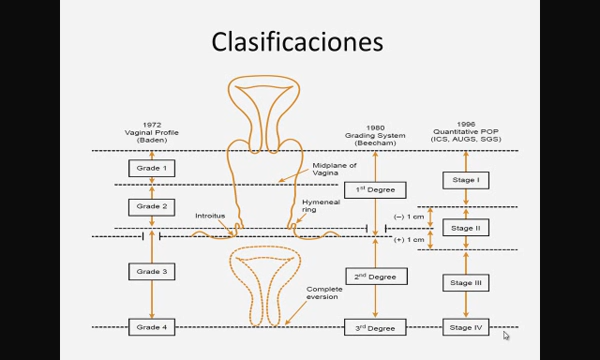 Clasificaciones
1972
Vaginal Profile
(Baden)
1980
Grading System
(Beecham)
1996
Quantitative POP
(ICS, AUGS, SGS)
Grade 1
Midplane of
Vagina
1st Degree
Stage I
Grade 2
Introitus
Hymeneal
ring
(–) 1 cm
Stage II
(+) 1 cm
Grade 3
2nd Degree
Stage III
Complete
eversion
Grade 4
3rd Degree
Stage IV